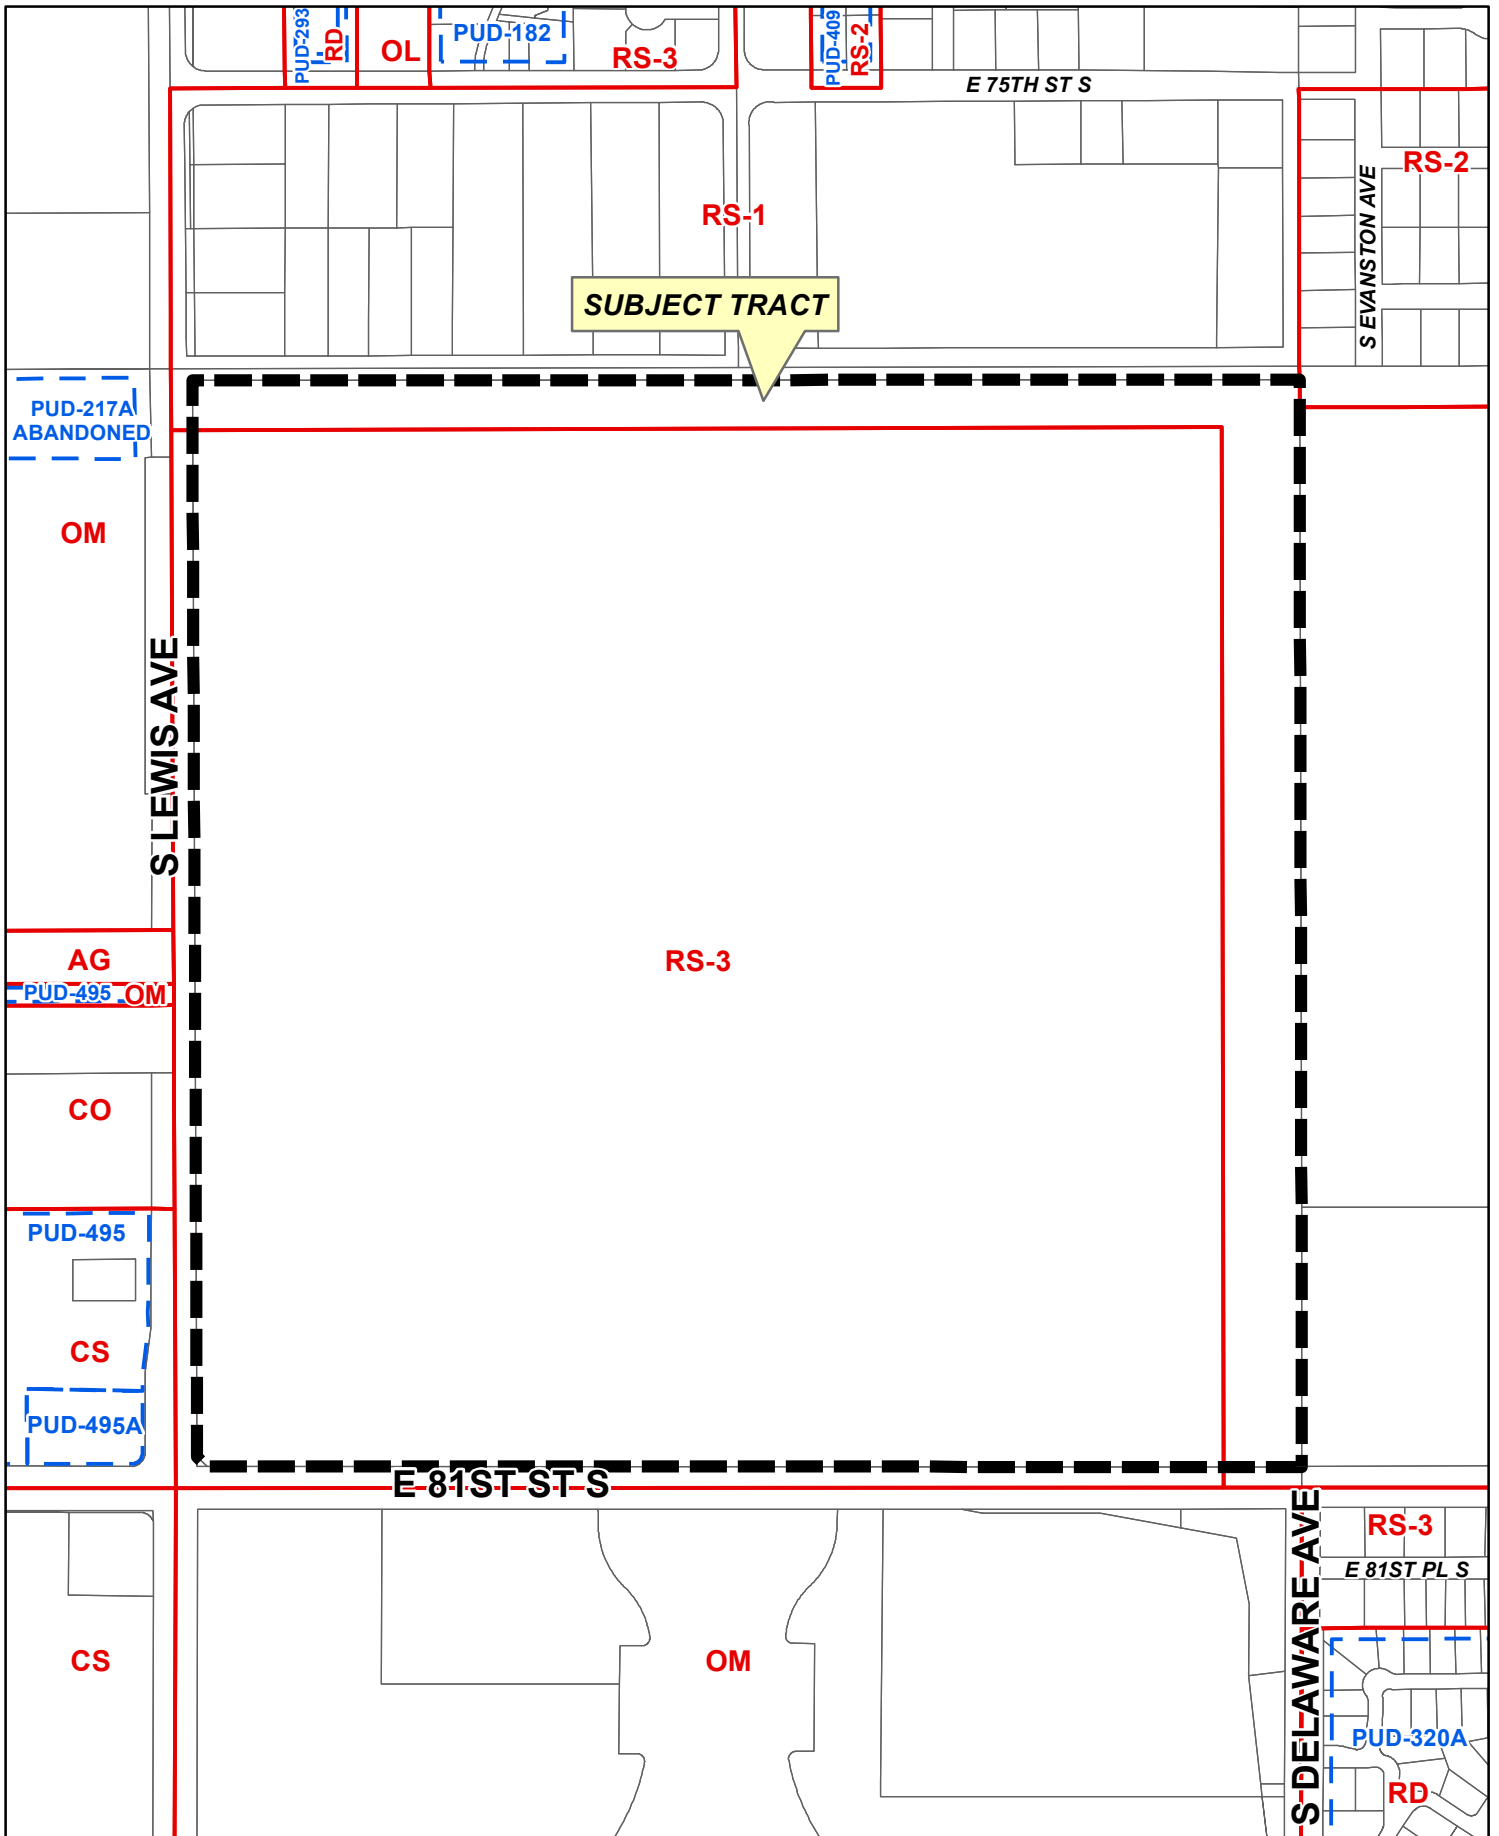 PUD-293
RD
OL
PUD-182
RS-3
PUD-409
RS-2
E 75TH ST S
RS-2
S EVANSTON AVE
RS-1
SUBJECT TRACT
PUD-217A
ABANDONED
OM
S LEWIS AVE
AG
RS-3
PUD-495 OM
CO
PUD-495
CS
PUD-495A
E 81ST ST S
RS-3
E 81ST PL S
S DELAWARE AVE
CS
OM
PUD-320A
RD